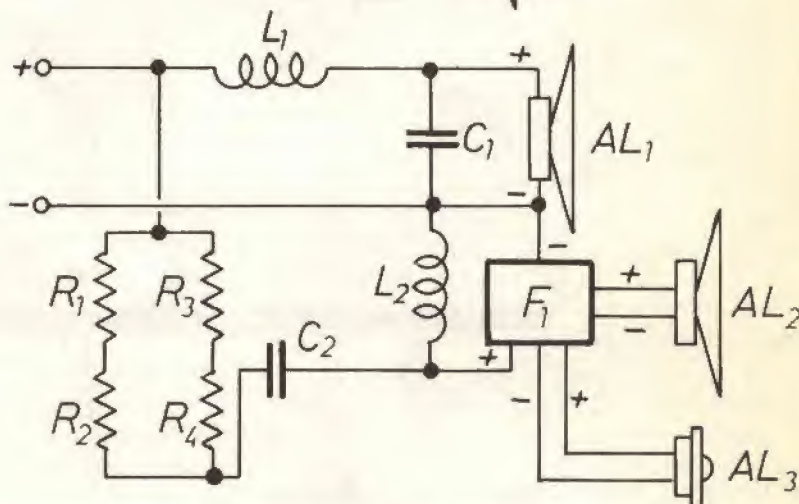 L₁
+
+
C₁
AL₁
-
-
-
R₁
R₃
L₂
F₁
+
-
AL₂
C₂
+
-
+
R₂
R₄
AL₃